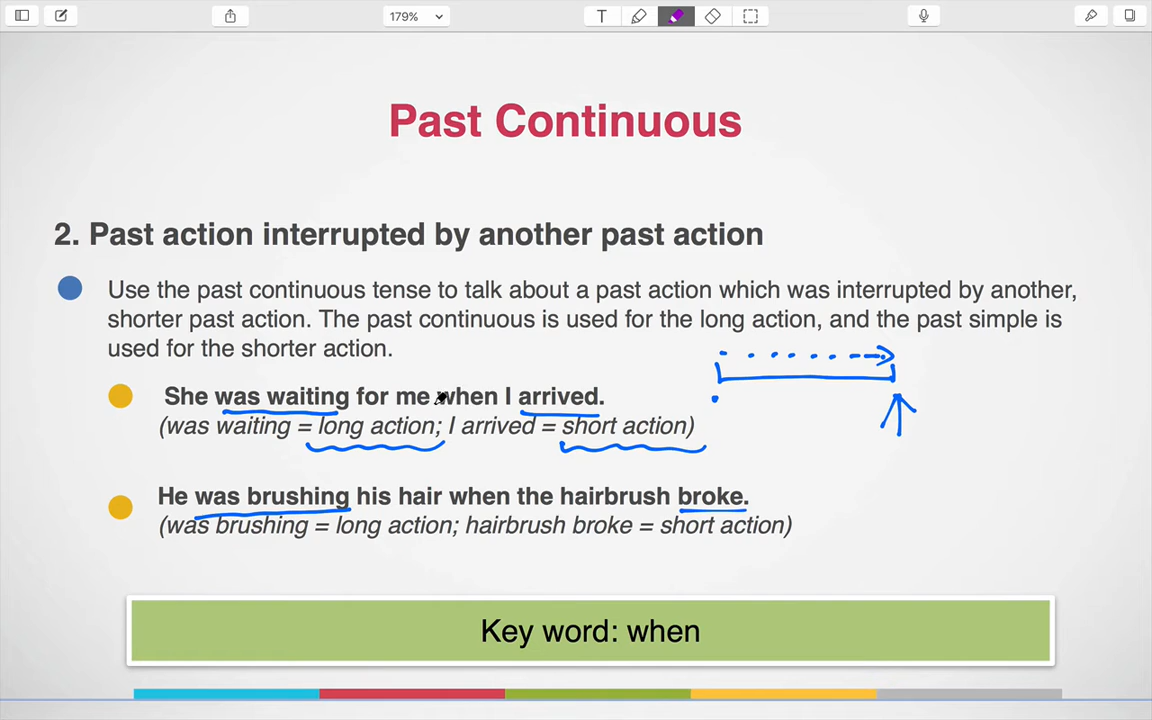 179%
T
Past Continuous
2. Past action interrupted by another past action
Use the past continuous tense to talk about a past action which was interrupted by another,
shorter past action. The past continuous is used for the long action, and the past simple is
used for the shorter action.
She was waiting for me when I arrived.
(was waiting = long action; I arrived = short action)
He was brushing his hair when the hairbrush broke.
(was brushing = long action; hairbrush broke = short action)
Key word: when